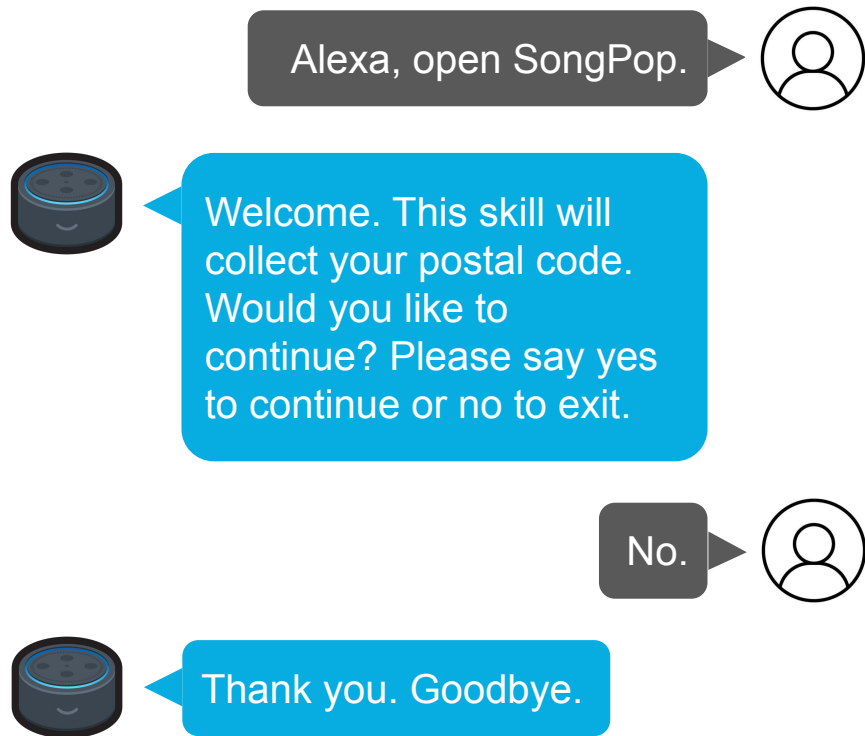 Alexa, open SongPop.
Welcome. This skill will
collect your postal code.
Would you like to
continue? Please say yes
to continue or no to exit.
No.
Thank you. Goodbye.